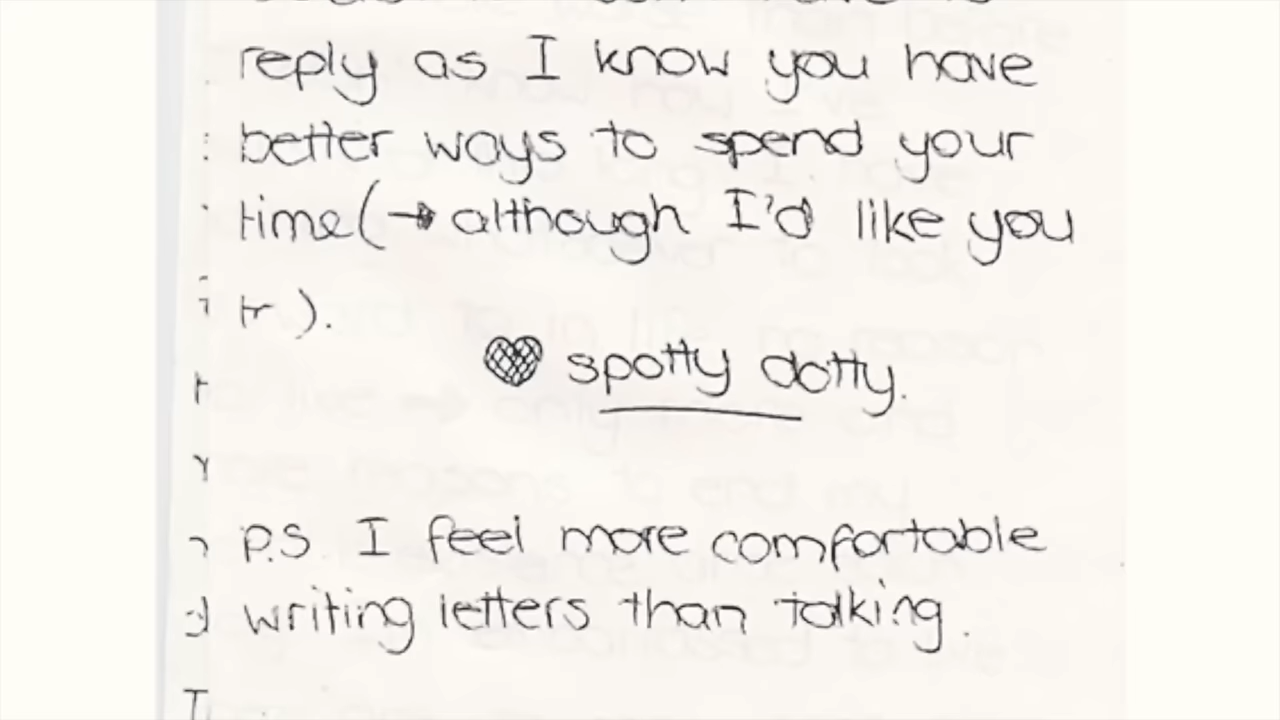 reply as I know you have
better ways to spend your
time (→ although I'd like you
tr).
♥ spotty dotty.
p.s I feel more comfortable
writing letters than talking.